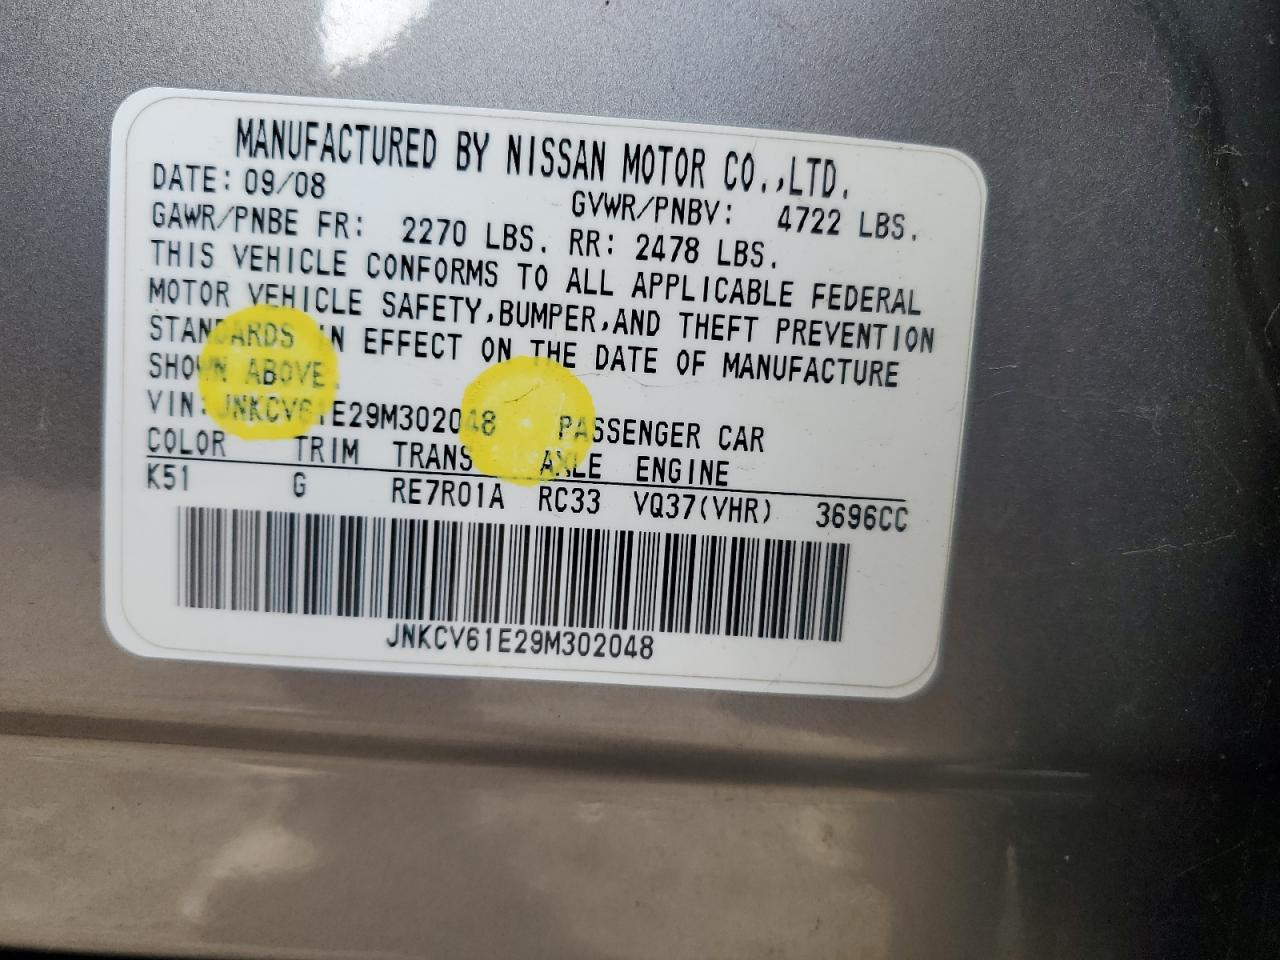 MANUFACTURED BY NISSAN MOTOR CO.,LTD.
DATE: 09/08 GVWR/PNBV: 4722 LBS.
GAWR/PNBE FR: 2270 LBS. RR: 2478 LBS.
THIS VEHICLE CONFORMS TO ALL APPLICABLE FEDERAL
MOTOR VEHICLE SAFETY,BUMPER,AND THEFT PREVENTION
STANDARDS IN EFFECT ON THE DATE OF MANUFACTURE
SHOWN ABOVE.
VIN: JNKCV61E29M302048 PASSENGER CAR
COLOR TRIM TRANS AXLE ENGINE
K51 G RE7R01A RC33 VQ37(VHR) 3696CC
JNKCV61E29M302048